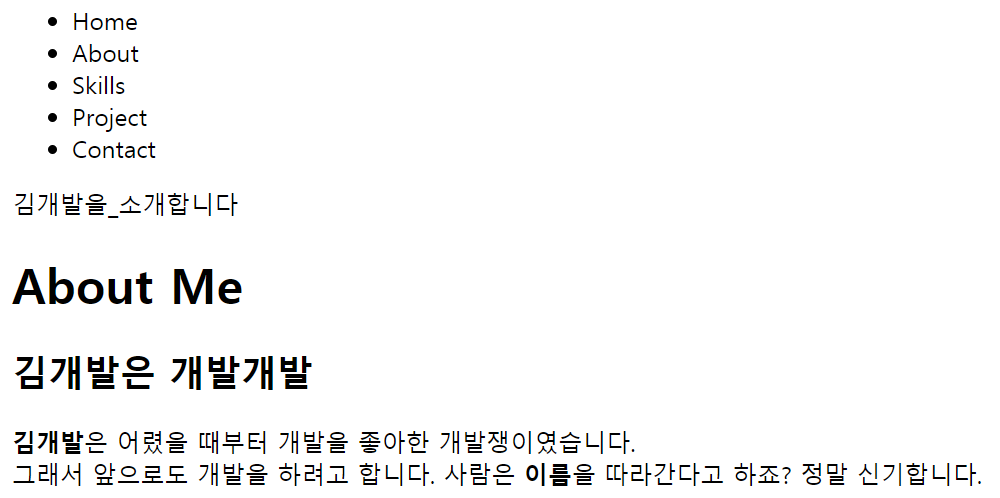 Home
About
Skills
Project
Contact
김개발을_소개합니다
About Me
김개발은 개발개발
김개발은 어렸을 때부터 개발을 좋아한 개발쟁이였습니다.
그래서 앞으로도 개발을 하려고 합니다. 사람은 이름을 따라간다고 하죠? 정말 신기합니다.